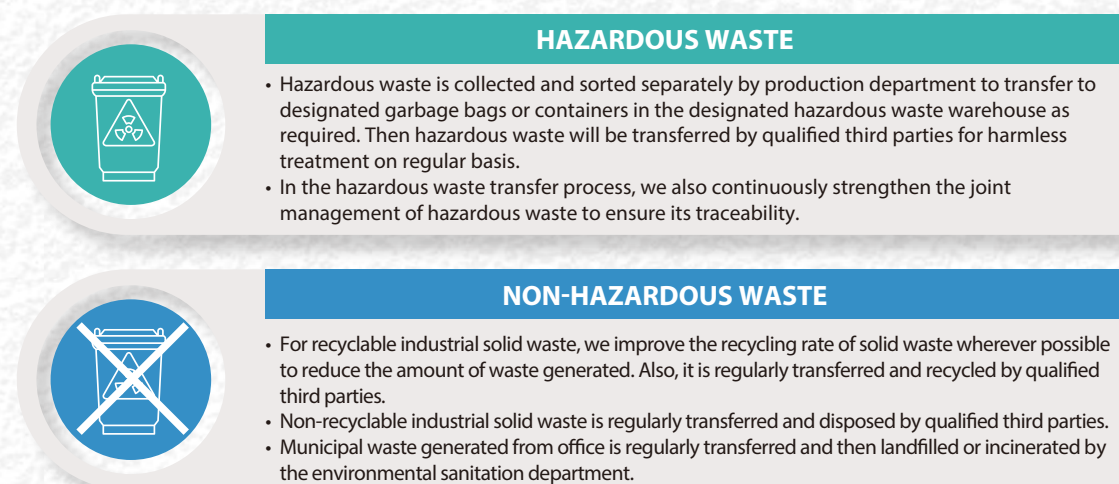 HAZARDOUS WASTE
• Hazardous waste is collected and sorted separately by production department to transfer to
designated garbage bags or containers in the designated hazardous waste warehouse as
required. Then hazardous waste will be transferred by qualified third parties for harmless
treatment on regular basis.
• In the hazardous waste transfer process, we also continuously strengthen the joint
management of hazardous waste to ensure its traceability.
NON-HAZARDOUS WASTE
• For recyclable industrial solid waste, we improve the recycling rate of solid waste wherever possible
to reduce the amount of waste generated. Also, it is regularly transferred and recycled by qualified
third parties.
• Non-recyclable industrial solid waste is regularly transferred and disposed by qualified third parties.
• Municipal waste generated from office is regularly transferred and then landfilled or incinerated by
the environmental sanitation department.